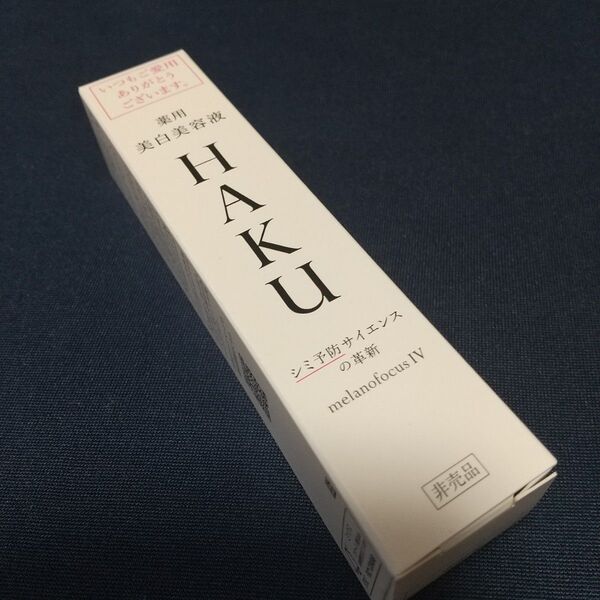 いつもご愛用
ありがとう
ございます。
薬用
美白美容液
HAKU
シミ予防サイエンス
の革新
melanofocus IV
非売品